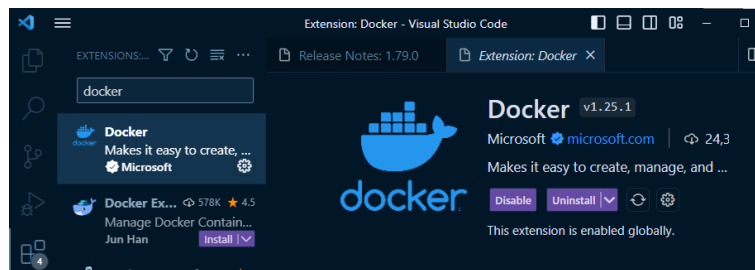 Extension: Docker - Visual Studio Code
EXTENSIONS:...
Release Notes: 1.79.0
Extension: Docker
docker
Docker
Makes it easy to create, ...
Microsoft
docker
Docker Ex... 578K ★ 4.5
Manage Docker Contain...
Jun Han Install
4
docker
Docker v1.25.1
Microsoft microsoft.com | 24,3
Makes it easy to create, manage, and ...
Disable Uninstall
This extension is enabled globally.